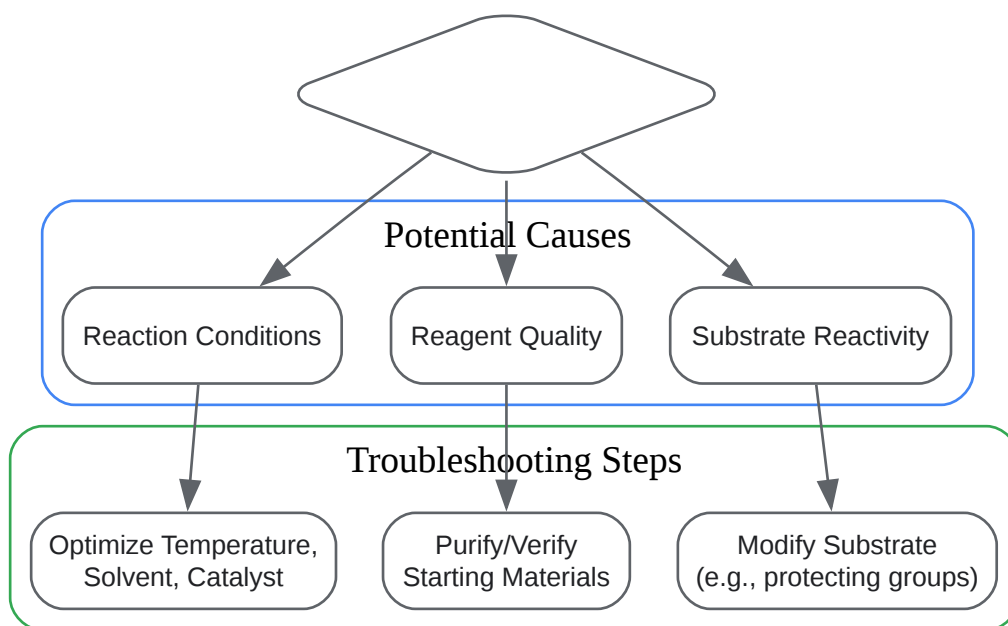 Potential Causes
Reaction Conditions
Reagent Quality
Substrate Reactivity
Troubleshooting Steps
Optimize Temperature,
Solvent, Catalyst
Purify/Verify
Starting Materials
Modify Substrate
(e.g., protecting groups)